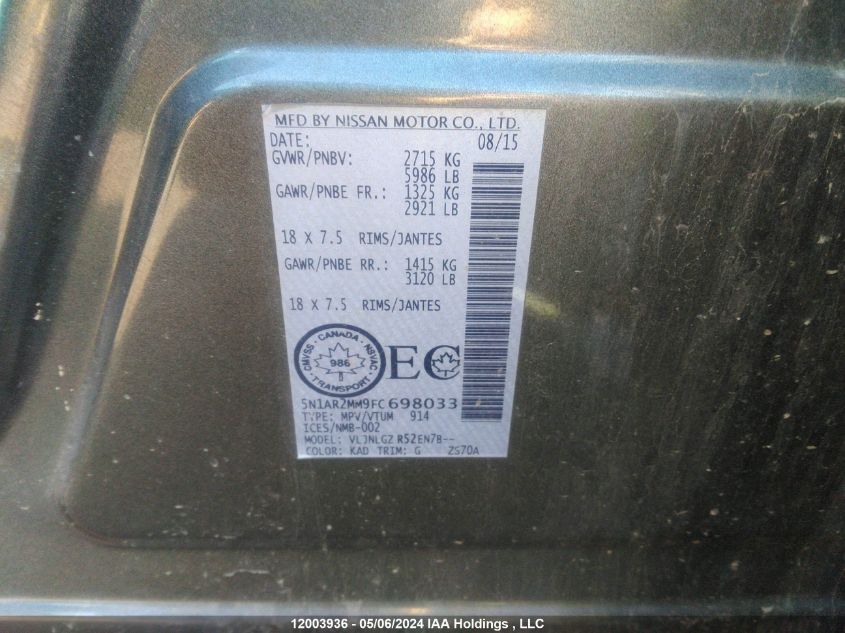 MFD BY NISSAN MOTOR CO., LTD.
DATE: 08/15
GVWR/PNBV: 2715 KG
5986 LB
GAWR/PNBE FR.: 1325 KG
2921 LB
18 X 7.5 RIMS/JANTES
GAWR/PNBE RR.: 1415 KG
3120 LB
18 X 7.5 RIMS/JANTES
CMVSS · CANADA · NSVAC
986
TRANSPORT
EC
5N1AR2MM9FC698033
TYPE: MPV/VTUM 914
ICES/NMB-002
MODEL: VLJNLGZ R52EN7B--
COLOR: KAD TRIM: G ZS70A
12003936 - 05/06/2024 IAA Holdings , LLC